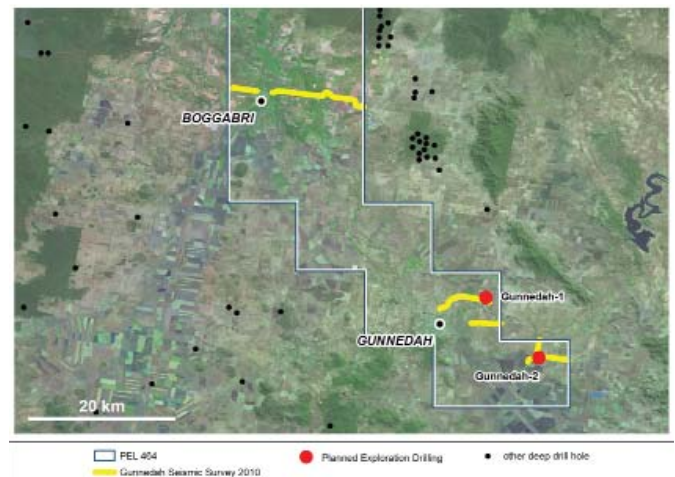 BOGGABRI
Gunnedah-1
GUNNEDAH
Gunnedah-2
20 km
PEL 464
Planned Exploration Drilling
other deep drill hole
Gunnedah Seismic Survey 2010